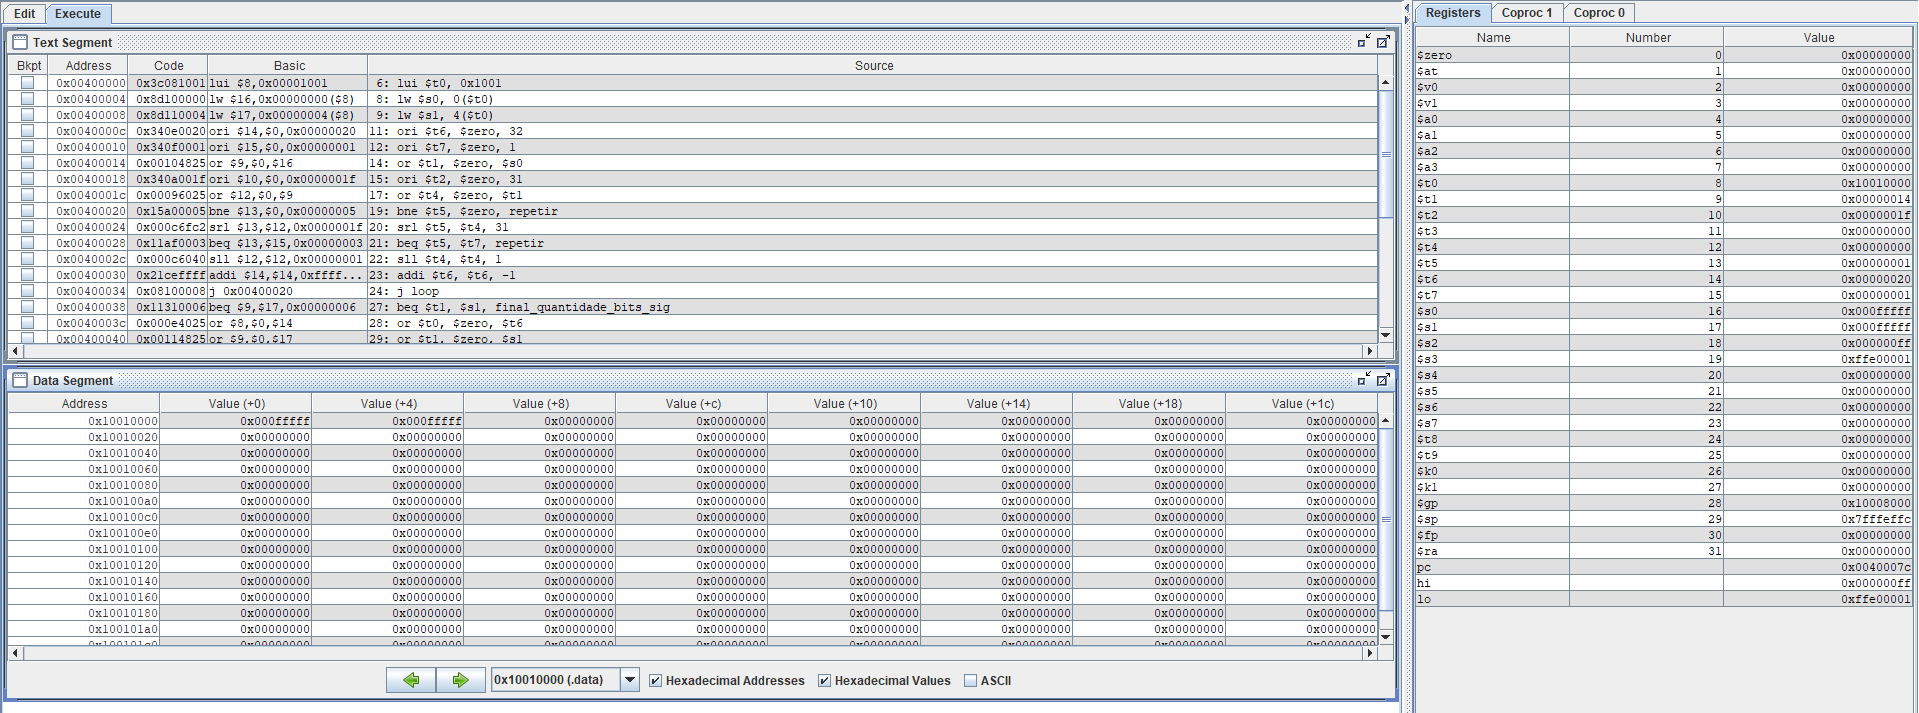 Edit Execute
Text Segment
Bkpt Address Code Basic Source
0x00400000 0x3c081001 lui $8,0x00001001 6: lui $t0, 0x1001
0x00400004 0x8d100000 lw $16,0x00000000($8) 8: lw $s0, 0($t0)
0x00400008 0x8d110004 lw $17,0x00000004($8) 9: lw $s1, 4($t0)
0x0040000c 0x340e0020 ori $14,$0,0x00000020 11: ori $t6, $zero, 32
0x00400010 0x340f0001 ori $15,$0,0x00000001 12: ori $t7, $zero, 1
0x00400014 0x00104825 or $9,$0,$16 14: or $t1, $zero, $s0
0x00400018 0x340a001f ori $10,$0,0x0000001f 15: ori $t2, $zero, 31
0x0040001c 0x00096025 or $12,$0,$9 17: or $t4, $zero, $t1
0x00400020 0x15a00005 bne $13,$0,0x00000005 19: bne $t5, $zero, repetir
0x00400024 0x000c6fc2 srl $13,$12,0x0000001f 20: srl $t5, $t4, 31
0x00400028 0x11af0003 beq $13,$15,0x00000003 21: beq $t5, $t7, repetir
0x0040002c 0x000c6040 sll $12,$12,0x00000001 22: sll $t4, $t4, 1
0x00400030 0x21ceffff addi $14,$14,0xffff... 23: addi $t6, $t6, -1
0x00400034 0x08100008 j 0x00400020 24: j loop
0x00400038 0x11310006 beq $9,$17,0x00000006 27: beq $t1, $s1, final_quantidade_bits_sig
0x0040003c 0x000e4025 or $8,$0,$14 28: or $t0, $zero, $t6
0x00400040 0x00114825 or $9,$0,$17 29: or $t1, $zero, $s1
Data Segment
Address Value (+0) Value (+4) Value (+8) Value (+c) Value (+10) Value (+14) Value (+18) Value (+1c)
0x10010000 0x000fffff 0x000fffff 0x00000000 0x00000000 0x00000000 0x00000000 0x00000000 0x00000000
0x10010020 0x00000000 0x00000000 0x00000000 0x00000000 0x00000000 0x00000000 0x00000000 0x00000000
0x10010040 0x00000000 0x00000000 0x00000000 0x00000000 0x00000000 0x00000000 0x00000000 0x00000000
0x10010060 0x00000000 0x00000000 0x00000000 0x00000000 0x00000000 0x00000000 0x00000000 0x00000000
0x10010080 0x00000000 0x00000000 0x00000000 0x00000000 0x00000000 0x00000000 0x00000000 0x00000000
0x100100a0 0x00000000 0x00000000 0x00000000 0x00000000 0x00000000 0x00000000 0x00000000 0x00000000
0x100100c0 0x00000000 0x00000000 0x00000000 0x00000000 0x00000000 0x00000000 0x00000000 0x00000000
0x100100e0 0x00000000 0x00000000 0x00000000 0x00000000 0x00000000 0x00000000 0x00000000 0x00000000
0x10010100 0x00000000 0x00000000 0x00000000 0x00000000 0x00000000 0x00000000 0x00000000 0x00000000
0x10010120 0x00000000 0x00000000 0x00000000 0x00000000 0x00000000 0x00000000 0x00000000 0x00000000
0x10010140 0x00000000 0x00000000 0x00000000 0x00000000 0x00000000 0x00000000 0x00000000 0x00000000
0x10010160 0x00000000 0x00000000 0x00000000 0x00000000 0x00000000 0x00000000 0x00000000 0x00000000
0x10010180 0x00000000 0x00000000 0x00000000 0x00000000 0x00000000 0x00000000 0x00000000 0x00000000
0x100101a0 0x00000000 0x00000000 0x00000000 0x00000000 0x00000000 0x00000000 0x00000000 0x00000000
0x100101c0 0x00000000 0x00000000 0x00000000 0x00000000 0x00000000 0x00000000 0x00000000 0x00000000
0x10010000 (.data) Hexadecimal Addresses Hexadecimal Values ASCII
Registers Coproc 1 Coproc 0
Name Number Value
$zero 0 0x00000000
$at 1 0x00000000
$v0 2 0x00000000
$v1 3 0x00000000
$a0 4 0x00000000
$a1 5 0x00000000
$a2 6 0x00000000
$a3 7 0x00000000
$t0 8 0x10010000
$t1 9 0x00000014
$t2 10 0x0000001f
$t3 11 0x00000000
$t4 12 0x00000000
$t5 13 0x00000001
$t6 14 0x00000020
$t7 15 0x00000001
$s0 16 0x000fffff
$s1 17 0x000fffff
$s2 18 0x000000ff
$s3 19 0xffe00001
$s4 20 0x00000000
$s5 21 0x00000000
$s6 22 0x00000000
$s7 23 0x00000000
$t8 24 0x00000000
$t9 25 0x00000000
$k0 26 0x00000000
$k1 27 0x00000000
$gp 28 0x10008000
$sp 29 0x7fffeffc
$fp 30 0x00000000
$ra 31 0x00000000
pc 0x0040007c
hi 0x000000ff
lo 0xffe00001